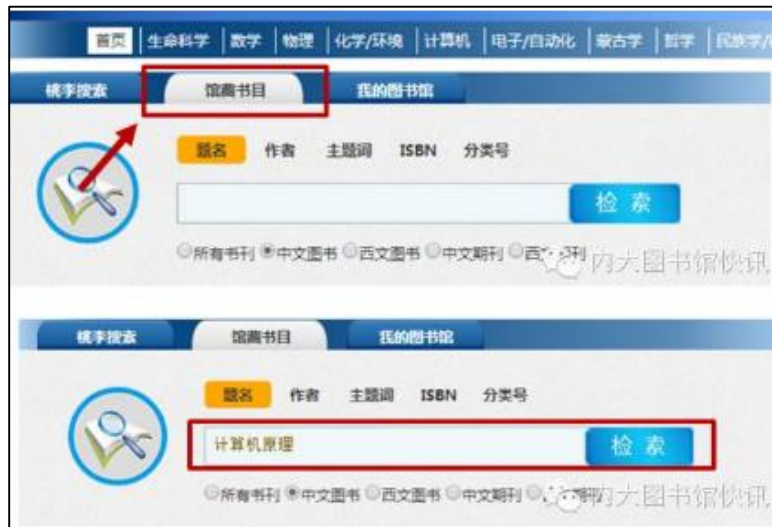 首页 生命科学 数学 物理 化学/环境 计算机 电子/自动化 蒙古学 哲学 民族学/
桃李搜索 馆藏书目 我的图书馆
题名 作者 主题词 ISBN 分类号
检 索
所有书刊 中文图书 西文图书 中文期刊
内大图书馆快讯
桃李搜索 馆藏书目 我的图书馆
题名 作者 主题词 ISBN 分类号
计算机原理 检 索
所有书刊 中文图书 西文图书 中文期刊
内大图书馆快讯